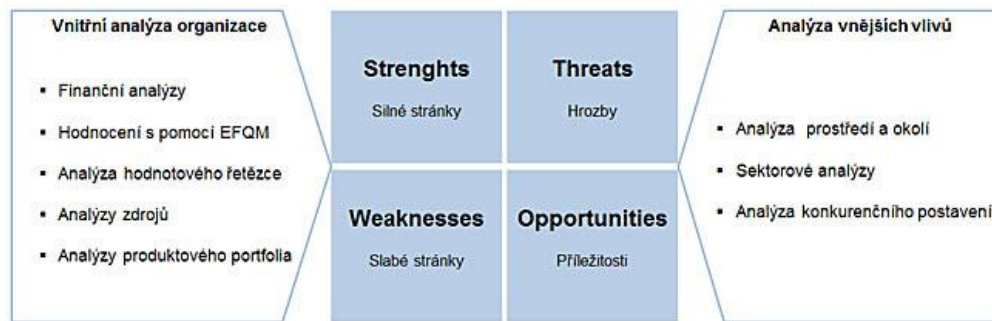 Vnitřní analýza organizace
▪ Finanční analýzy
▪ Hodnocení s pomocí EFQM
▪ Analýza hodnotového řetězce
▪ Analýzy zdrojů
▪ Analýzy produktového portfolia
Strenghts
Silné stránky
Threats
Hrozby
Weaknesses
Slabé stránky
Opportunities
Příležitosti
Analýza vnějších vlivů
▪ Analýza prostředí a okolí
▪ Sektorové analýzy
▪ Analýza konkurenčního postavení